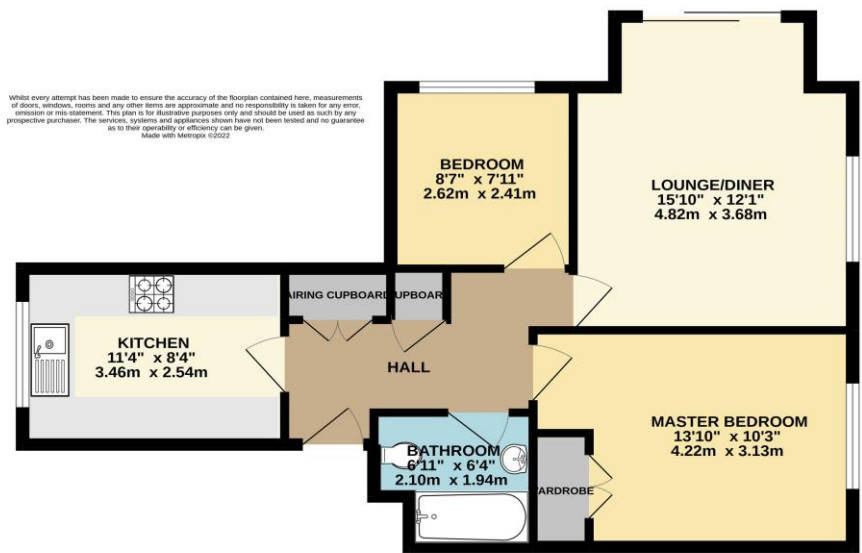 Whilst every attempt has been made to ensure the accuracy of the floorplan contained here, measurements
of doors, windows, rooms and any other items are approximate and no responsibility is taken for any error,
omission or mis-statement. This plan is for illustrative purposes only and should be used as such by any
prospective purchaser. The services, systems and appliances shown have not been tested and no guarantee
as to their operability or efficiency can be given.
Made with Metropix ©2022
BEDROOM
8'7" x 7'11"
2.62m x 2.41m
LOUNGE/DINER
15'10" x 12'1"
4.82m x 3.68m
AIRING CUPBOARD
CUPBOARD
KITCHEN
11'4" x 8'4"
3.46m x 2.54m
HALL
MASTER BEDROOM
13'10" x 10'3"
4.22m x 3.13m
BATHROOM
6'11" x 6'4"
2.10m x 1.94m
WARDROBE